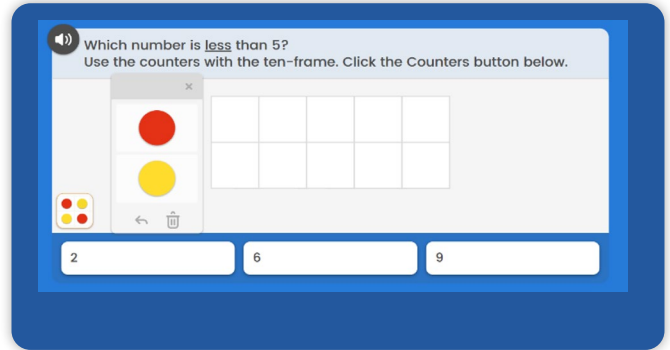 Which number is less than 5?
Use the counters with the ten-frame. Click the Counters button below.
2
6
9